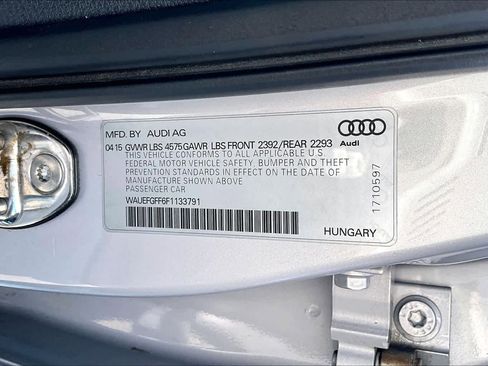 MFD. BY AUDI AG
Audi
04 15 GVWR LBS 4575 GAWR LBS FRONT 2392/REAR 2293
THIS VEHICLE CONFORMS TO ALL APPLICABLE U.S.
FEDERAL MOTOR VEHICLE SAFETY, BUMPER AND THEFT
PREVENTION STANDARDS IN EFFECT ON THE DATE OF
MANUFACTURE SHOWN ABOVE
PASSENGER CAR
WAUEFGFF6F1133791
1710597
HUNGARY